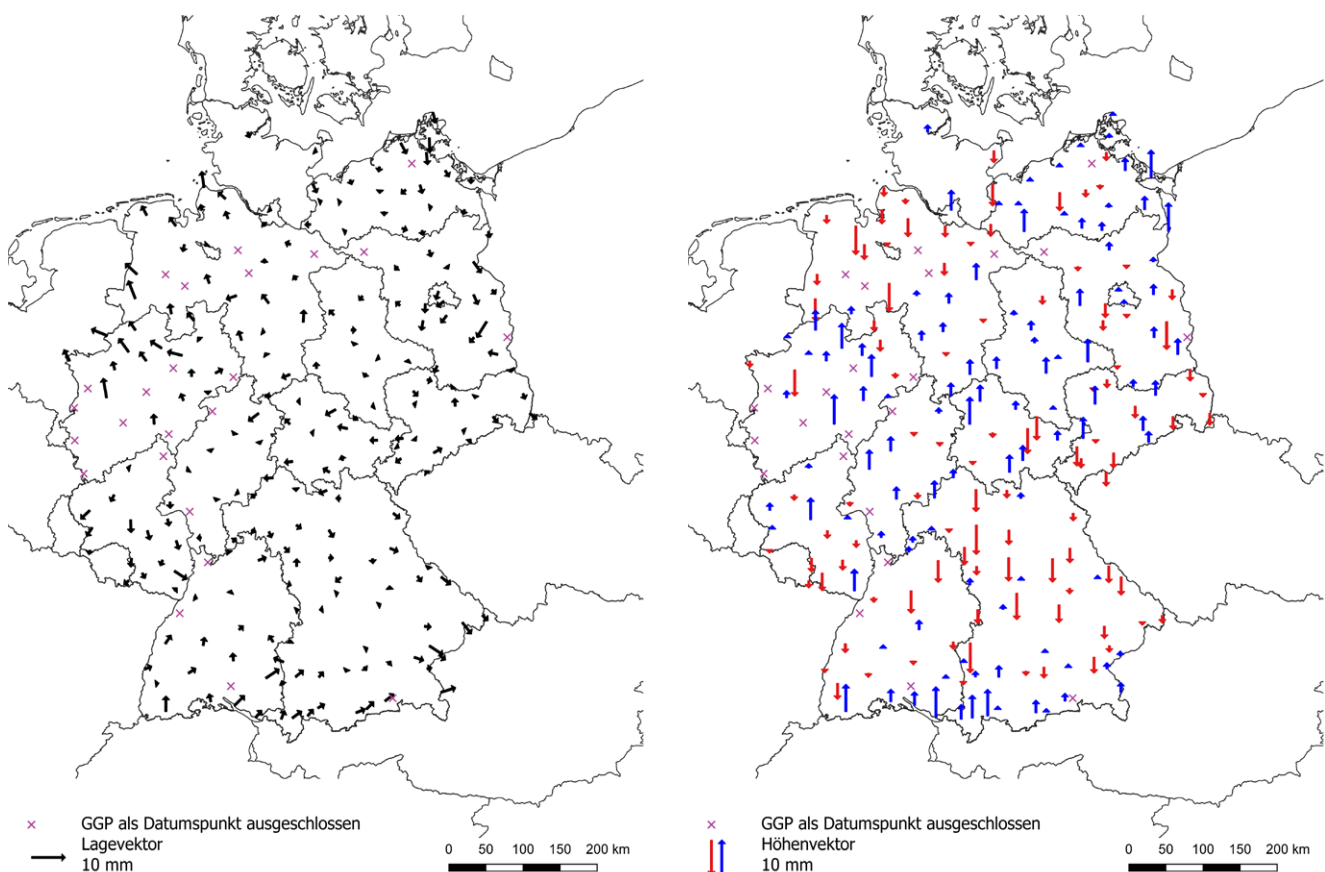 GGP als Datumspunkt ausgeschlossen
Lagevektor
10 mm
0 50 100 150 200 km
GGP als Datumspunkt ausgeschlossen
Höhenvektor
10 mm
0 50 100 150 200 km